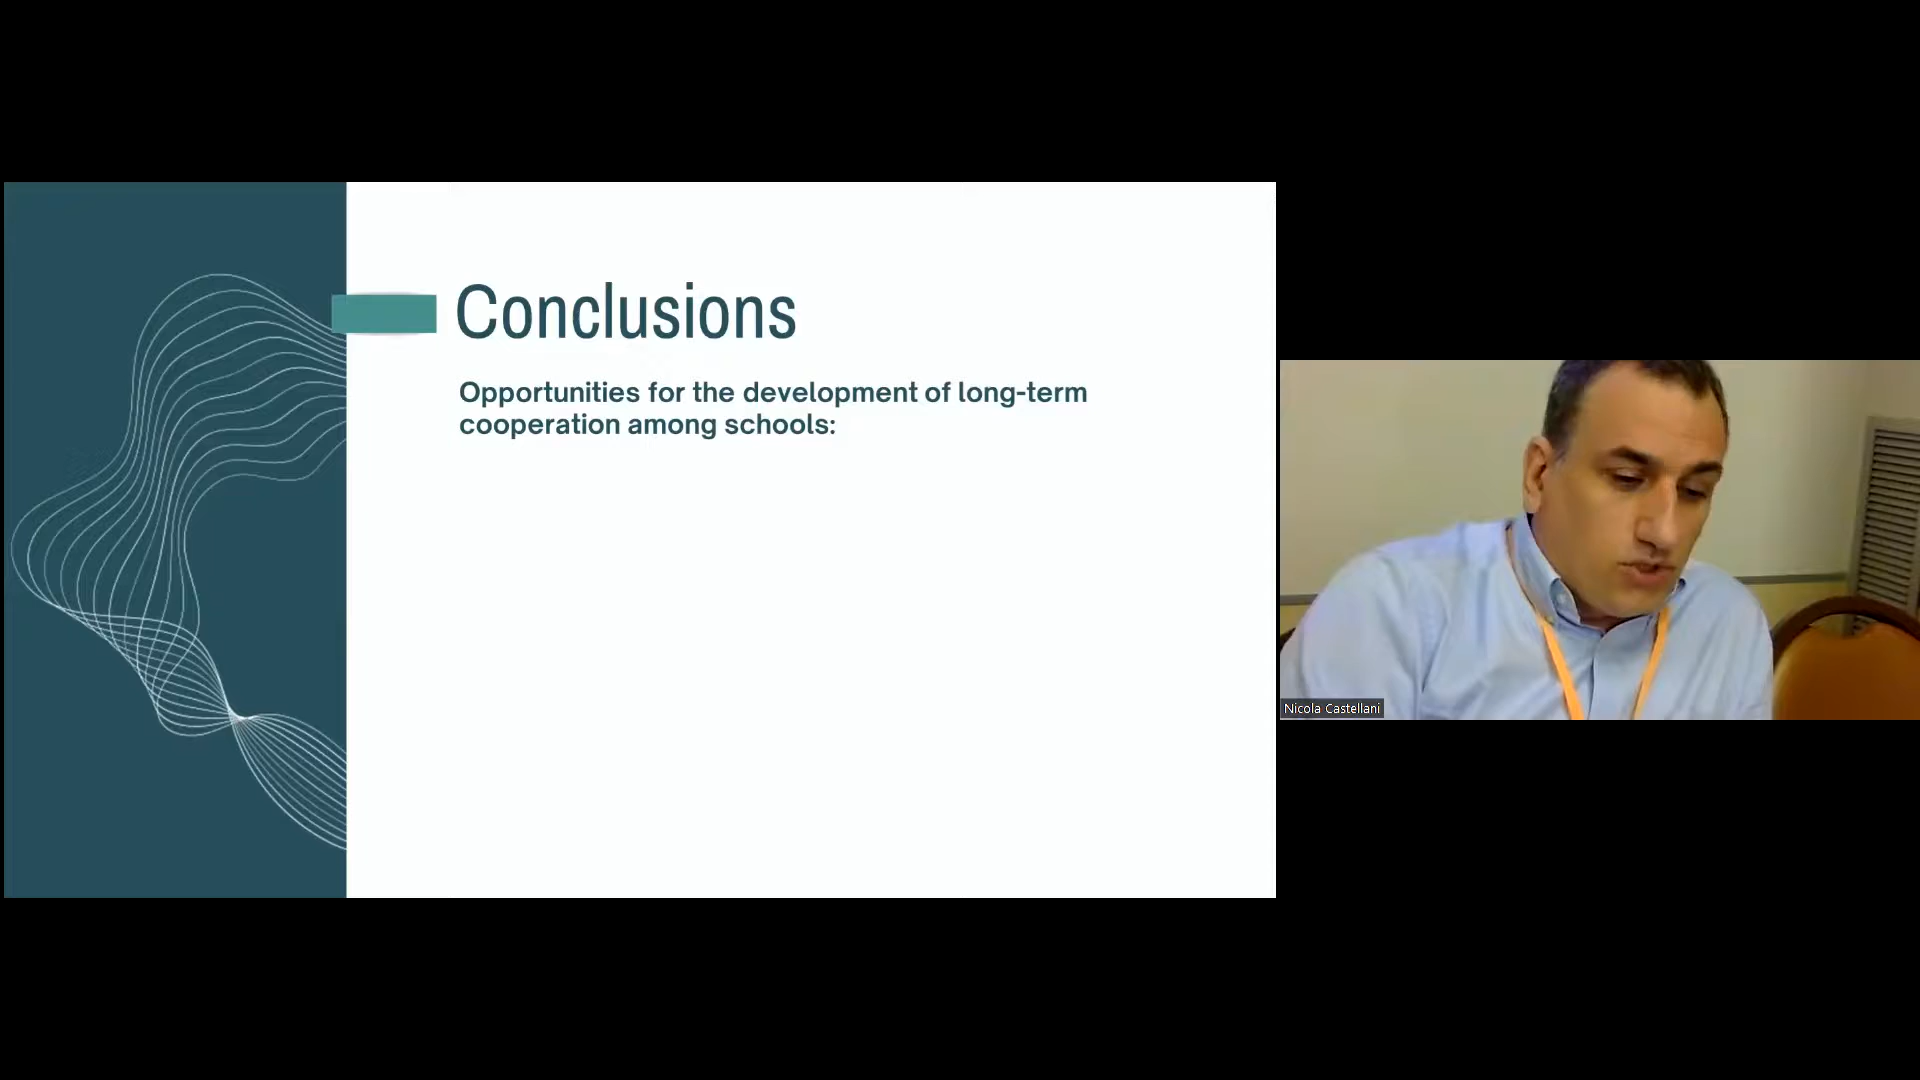 Conclusions
Opportunities for the development of long-term
cooperation among schools:
Nicola Castellani